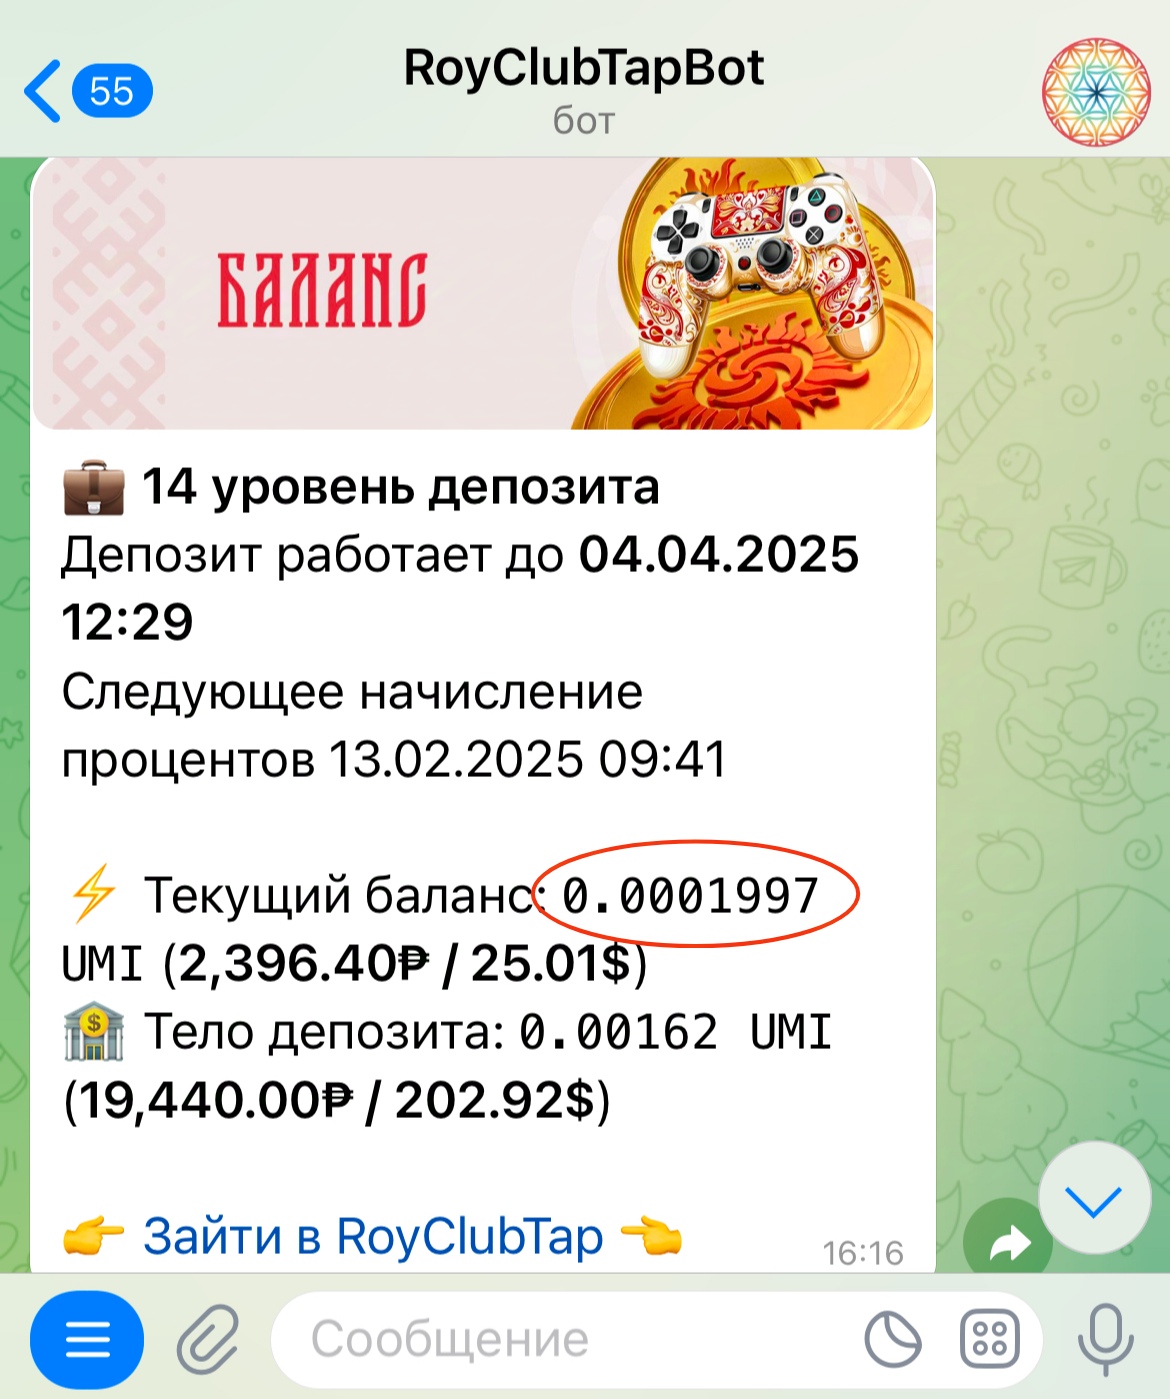 55
RoyClubTapBot
бот
БАЛАНС
14 уровень депозита
Депозит работает до 04.04.2025
12:29
Следующее начисление
процентов 13.02.2025 09:41
Текущий баланс: 0.0001997
UMI (2,396.40₱ / 25.01$)
Тело депозита: 0.00162 UMI
(19,440.00₱ / 202.92$)
Зайти в RoyClubTap
16:16
Сообщение